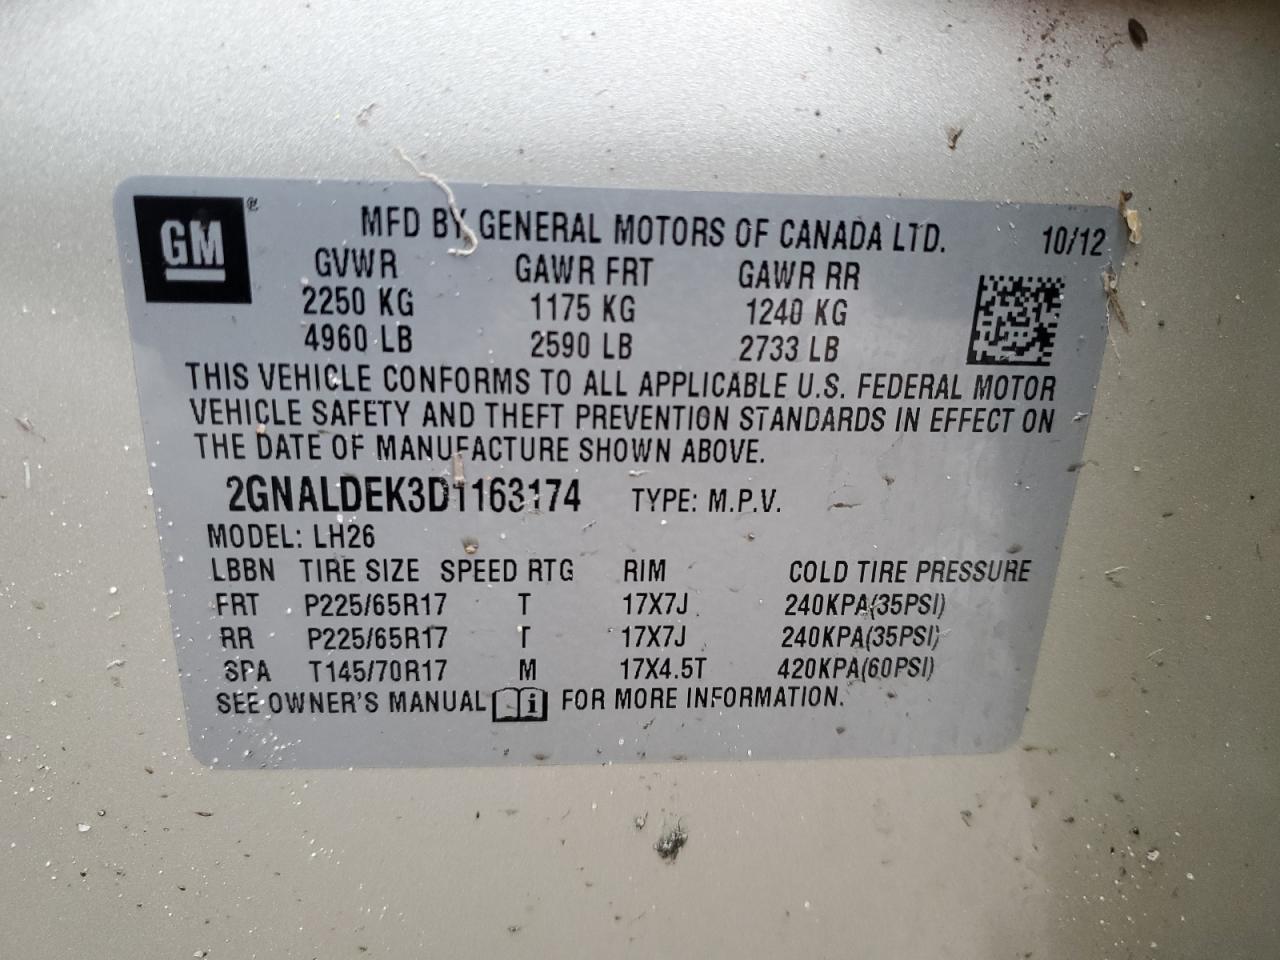 GM®
MFD BY GENERAL MOTORS OF CANADA LTD. 10/12
GVWR GAWR FRT GAWR RR
2250 KG 1175 KG 1240 KG
4960 LB 2590 LB 2733 LB
THIS VEHICLE CONFORMS TO ALL APPLICABLE U.S. FEDERAL MOTOR
VEHICLE SAFETY AND THEFT PREVENTION STANDARDS IN EFFECT ON
THE DATE OF MANUFACTURE SHOWN ABOVE.
2GNALDEK3D1163174 TYPE: M.P.V.
MODEL: LH26
LBBN TIRE SIZE SPEED RTG RIM COLD TIRE PRESSURE
FRT P225/65R17 T 17X7J 240KPA(35PSI)
RR P225/65R17 T 17X7J 240KPA(35PSI)
SPA T145/70R17 M 17X4.5T 420KPA(60PSI)
SEE OWNER'S MANUAL i FOR MORE INFORMATION.